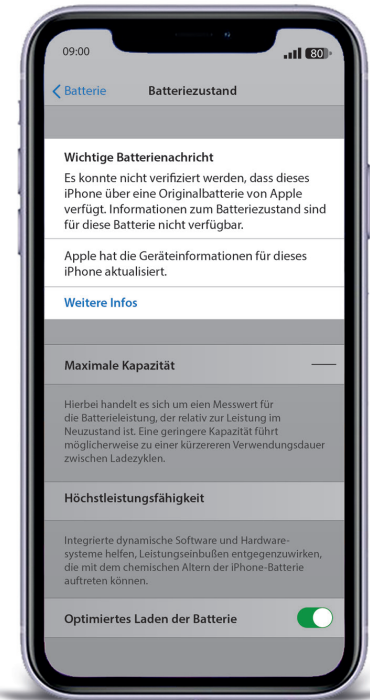 09:00
80
Batterie
Batteriezustand
Wichtige Batterienachricht
Es konnte nicht verifiziert werden, dass dieses
iPhone über eine Originalbatterie von Apple
verfügt. Informationen zum Batteriezustand sind
für diese Batterie nicht verfügbar.
Apple hat die Geräteinformationen für dieses
iPhone aktualisiert.
Weitere Infos
Maximale Kapazität —
Hierbei handelt es sich um eien Messwert für
die Batterieleistung, der relativ zur Leistung im
Neuzustand ist. Eine geringere Kapazität führt
möglicherweise zu einer kürzereren Verwendungsdauer
zwischen Ladezyklen.
Höchstleistungsfähigkeit
Integrierte dynamische Software und Hardware-
systeme helfen, Leistungseinbußen entgegenzuwirken,
die mit dem chemischen Altern der iPhone-Batterie
auftreten können.
Optimiertes Laden der Batterie